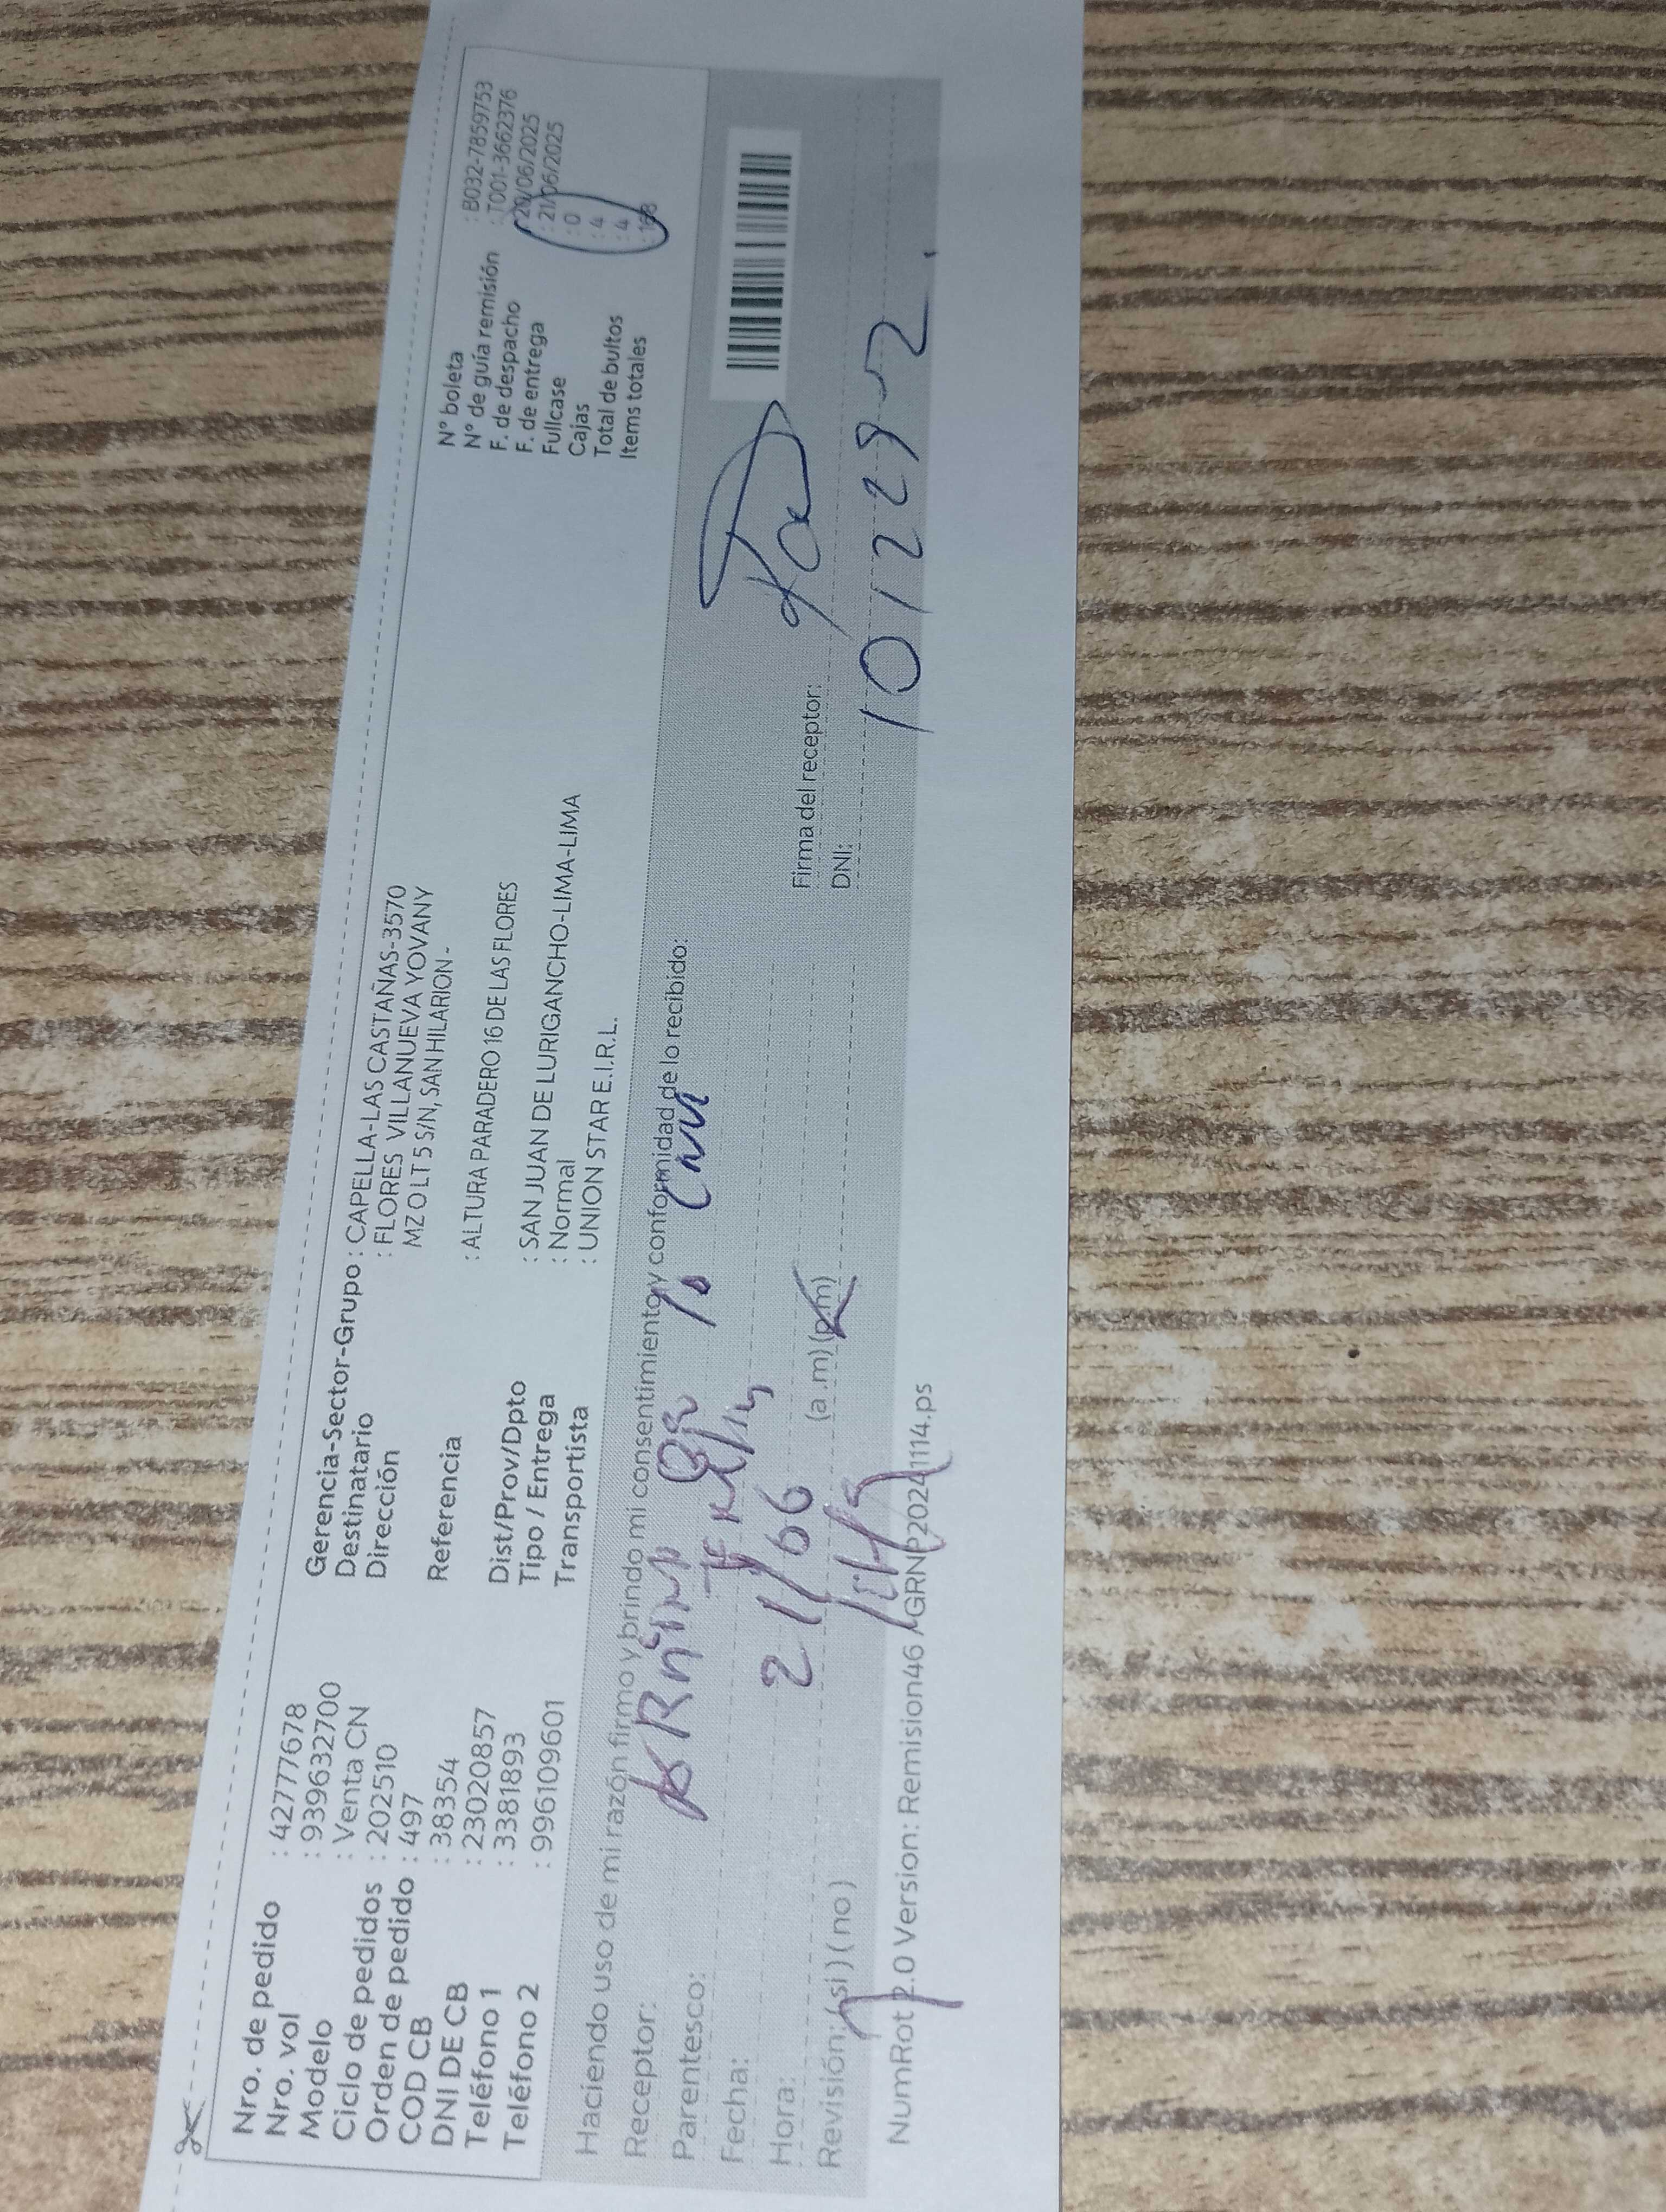 Nro. de pedido : 427777678
Nro. vol : 9396632700
Modelo : Venta CN
Ciclo de pedidos : 202510
Orden de pedido : 497
COD CB : 38354
DNI DE CB : 230220857
Teléfono 1 : 3381893
Teléfono 2 : 996109601
Gerencia-Sector-Grupo : CAPELLA-LAS CASTAÑAS-3570
Destinatario : FLORES VILLANUEVA YOVANY
Dirección MZ O LT 5 S/N, SAN HILARION -
Referencia : ALTURA PARADERO 16 DE LAS FLORES
Dist/Prov/Dpto : SAN JUAN DE LURIGANCHO-LIMA-LIMA
Tipo / Entrega : Normal
Transportista : UNION STAR E.I.R.L.
N° boleta : B032-7859753
N° de guía remisión : T001-3662376
F. de despacho : 20/06/2025
F. de entrega : 21/06/2025
Fullcase : 0
Cajas : 4
Total de bultos : 4
Items totales : 168
Haciendo uso de mi razón firmo y brindo mi consentimiento y conformidad de lo recibido:
Receptor:
Parentesco:
Fecha: 21/06
Hora: (a.m) (p.m)
Revisión: (si) (no)
Firma del receptor:
DNI: 1012292
NumRot 2.0 Version: Remision46 GRNP20241114.ps